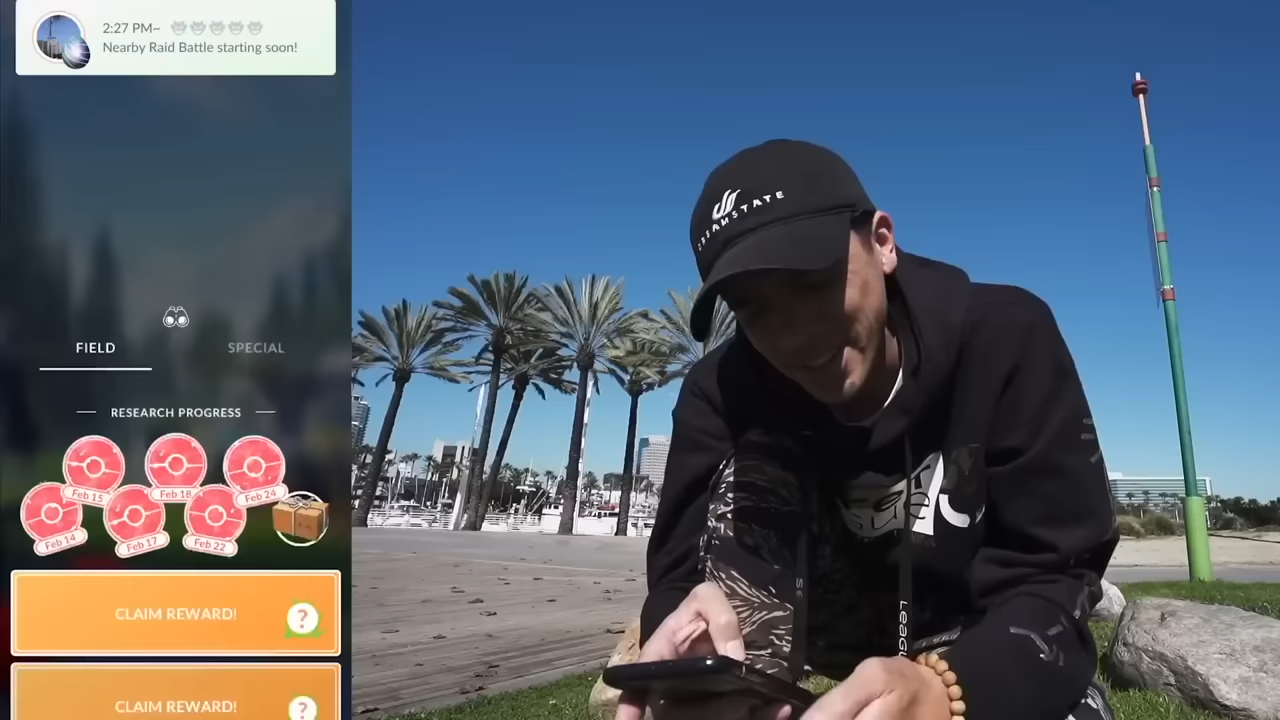 2:27 PM~
Nearby Raid Battle starting soon!
FIELD
SPECIAL
RESEARCH PROGRESS
Feb 15
Feb 18
Feb 24
Feb 14
Feb 17
Feb 22
CLAIM REWARD!
?
CLAIM REWARD!
?